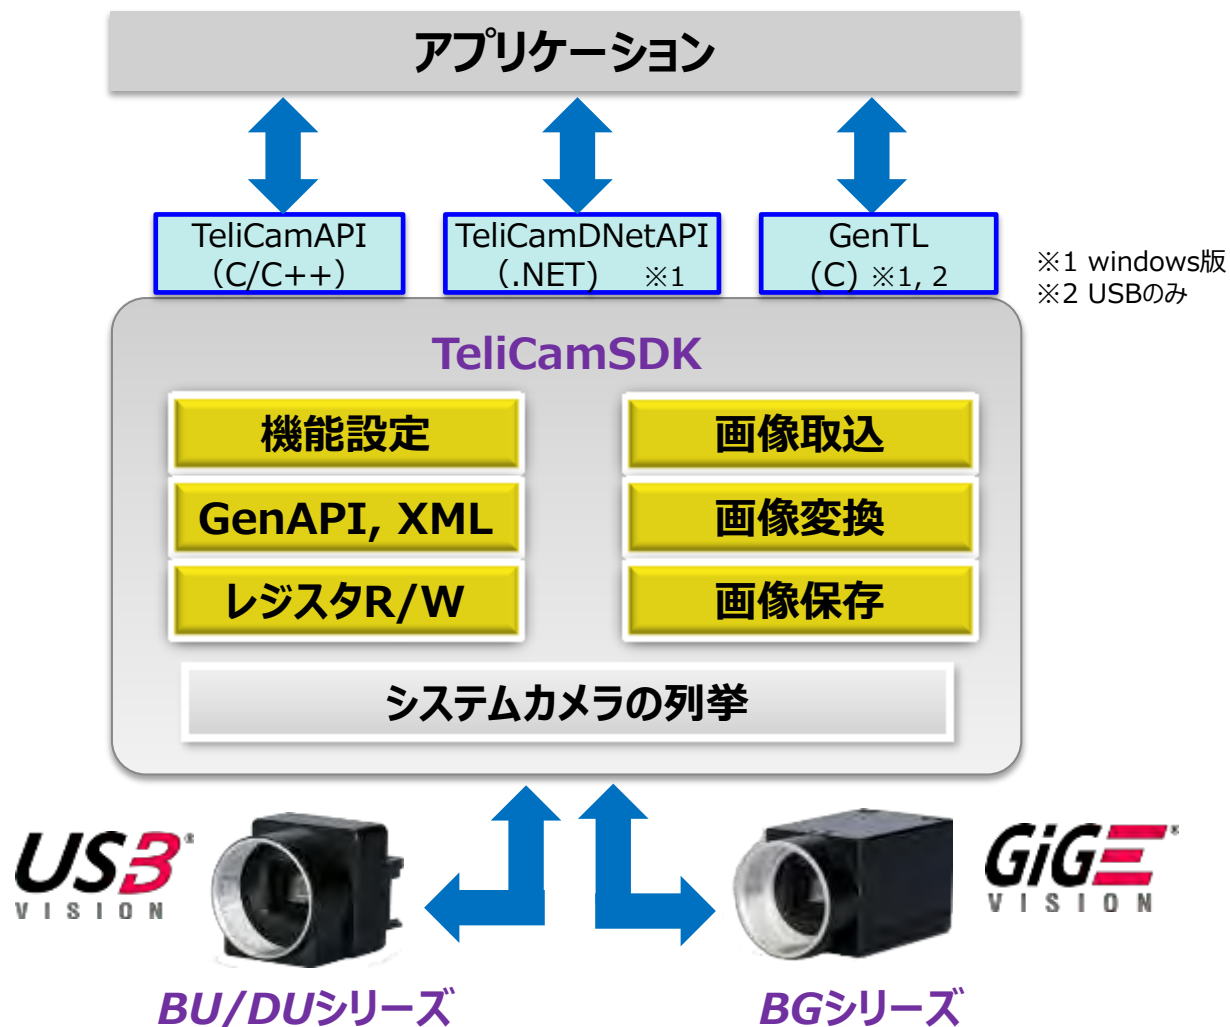 アプリケーション
TeliCamAPI
（C/C++）
TeliCamDNetAPI
（.NET） ※1
GenTL
(C) ※1, 2
※1 windows版
※2 USBのみ
TeliCamSDK
機能設定
画像取込
GenAPI, XML
画像変換
レジスタR/W
画像保存
システムカメラの列挙
USB3®
VISION
GiGE®
VISION
BU/DUシリーズ
BGシリーズ